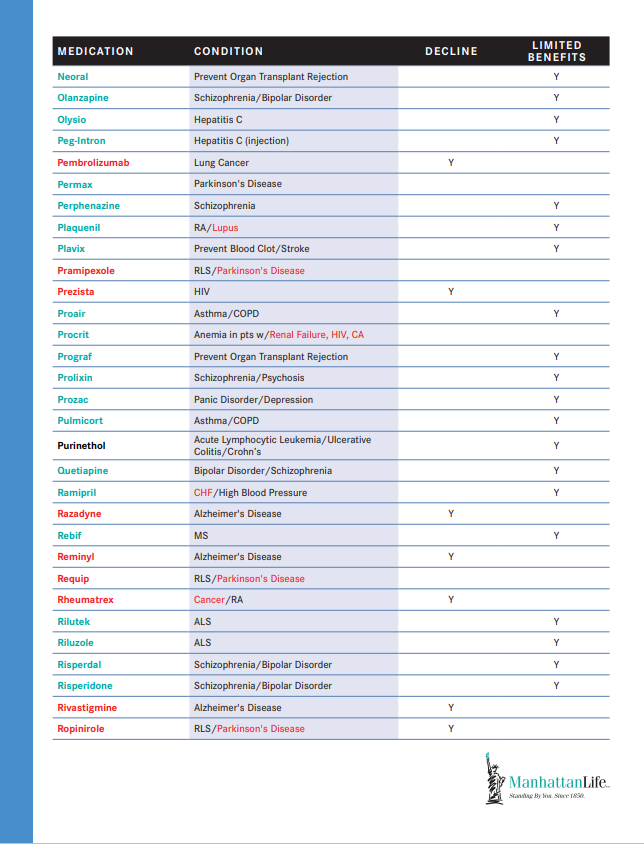 MEDICATION CONDITION DECLINE LIMITED BENEFITS
Neoral Prevent Organ Transplant Rejection Y
Olanzapine Schizophrenia/Bipolar Disorder Y
Olysio Hepatitis C Y
Peg-Intron Hepatitis C (injection) Y
Pembrolizumab Lung Cancer Y
Permax Parkinson's Disease
Perphenazine Schizophrenia Y
Plaquenil RA/Lupus Y
Plavix Prevent Blood Clot/Stroke Y
Pramipexole RLS/Parkinson's Disease
Prezista HIV Y
Proair Asthma/COPD Y
Procrit Anemia in pts w/Renal Failure, HIV, CA
Prograf Prevent Organ Transplant Rejection Y
Prolixin Schizophrenia/Psychosis Y
Prozac Panic Disorder/Depression Y
Pulmicort Asthma/COPD Y
Purinethol Acute Lymphocytic Leukemia/Ulcerative Y
Colitis/Crohn's
Quetiapine Bipolar Disorder/Schizophrenia Y
Ramipril CHF/High Blood Pressure Y
Razadyne Alzheimer's Disease Y
Rebif MS Y
Reminyl Alzheimer's Disease Y
Requip RLS/Parkinson's Disease
Rheumatrex Cancer/RA Y
Rilutek ALS Y
Riluzole ALS Y
Risperdal Schizophrenia/Bipolar Disorder Y
Risperidone Schizophrenia/Bipolar Disorder Y
Rivastigmine Alzheimer's Disease Y
Ropinirole RLS/Parkinson's Disease Y
ManhattanLife
Standing By You. Since 1850.